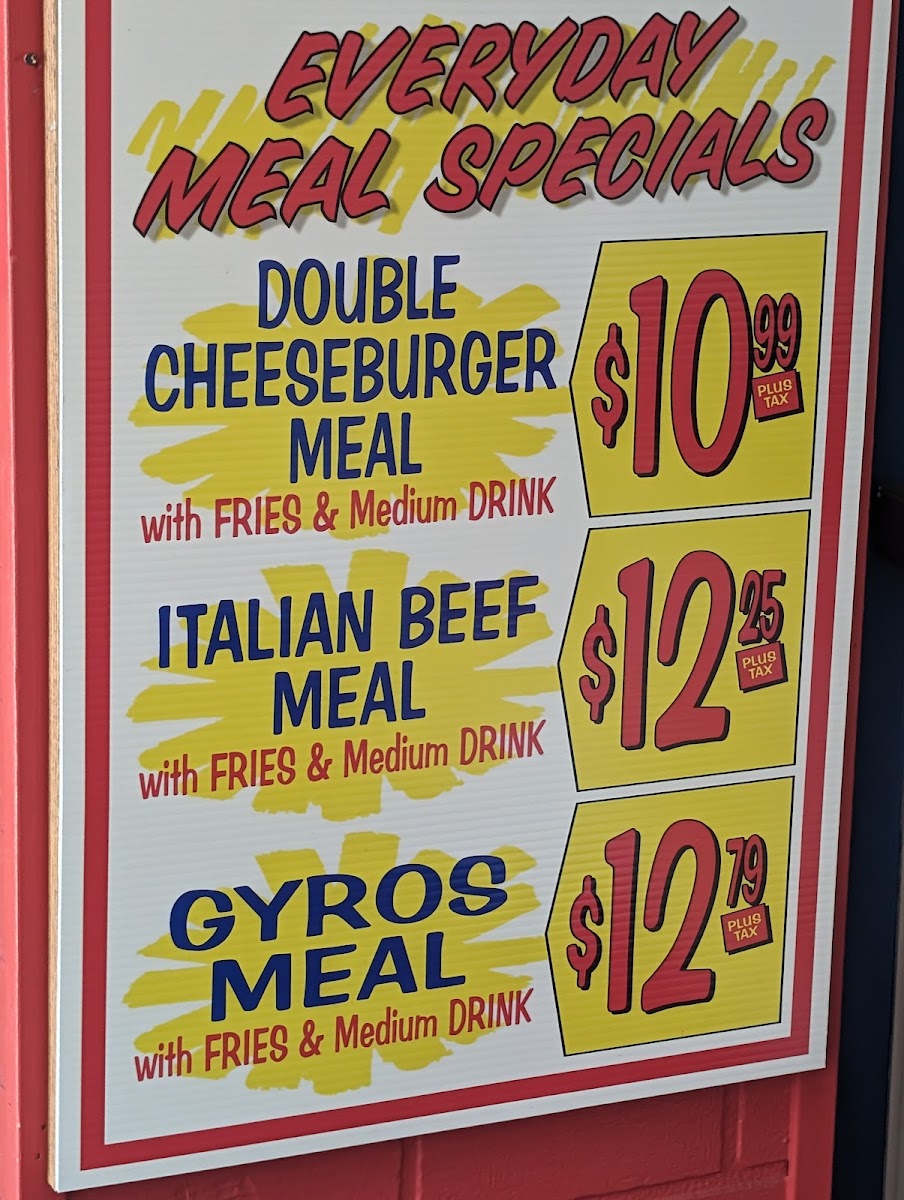 EVERYDAY
MEAL SPECIALS
DOUBLE
CHEESEBURGER
MEAL
with FRIES & Medium DRINK
$10 99
PLUS
TAX
ITALIAN BEEF
MEAL
with FRIES & Medium DRINK
$12 25
PLUS
TAX
GYROS
MEAL
with FRIES & Medium DRINK
$12 79
PLUS
TAX